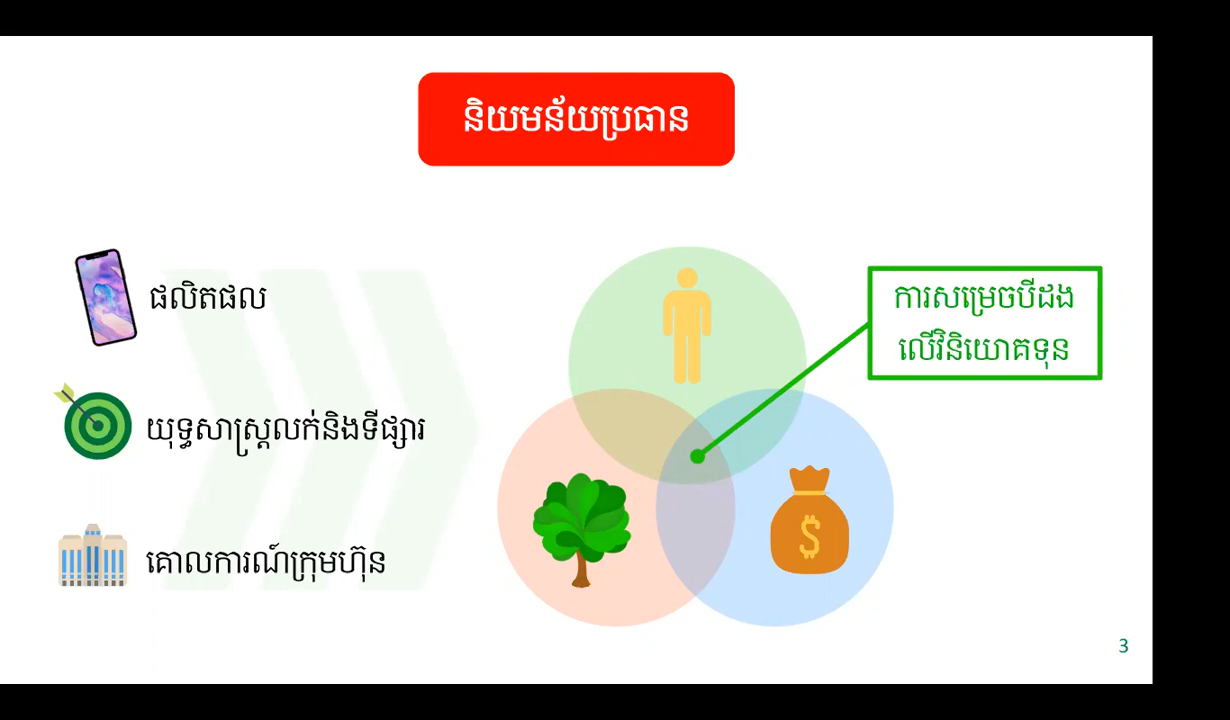 និយមន័យប្រធាន
ផលិតផល
យុទ្ធសាស្ត្រលក់និងទីផ្សារ
គោលការណ៍ក្រុមហ៊ុន
ការសម្រេចបីដង
លើវិនិយោគទុន
$
3